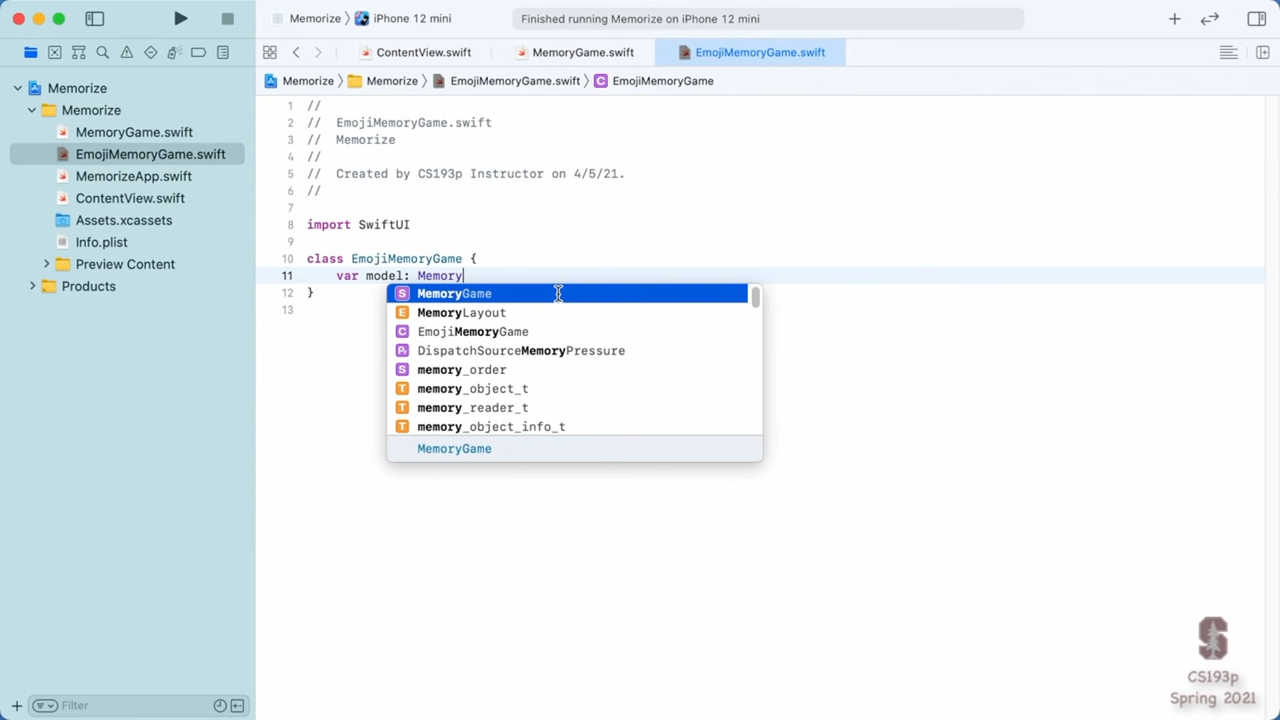 Memorize
iPhone 12 mini
Finished running Memorize on iPhone 12 mini
ContentView.swift
MemoryGame.swift
EmojiMemoryGame.swift
Memorize
Memorize
EmojiMemoryGame.swift
C EmojiMemoryGame
Memorize
Memorize
MemoryGame.swift
EmojiMemoryGame.swift
MemorizeApp.swift
ContentView.swift
Assets.xcassets
Info.plist
Preview Content
Products
Filter
1 //
2 //  EmojiMemoryGame.swift
3 //  Memorize
4 //
5 //  Created by CS193p Instructor on 4/5/21.
6 //
7
8 import SwiftUI
9
10 class EmojiMemoryGame {
11     var model: Memory
12 }
13
S MemoryGame
E MemoryLayout
C EmojiMemoryGame
Pr DispatchSourceMemoryPressure
S memory_order
T memory_object_t
T memory_reader_t
T memory_object_info_t
MemoryGame
S
CS193p
Spring 2021